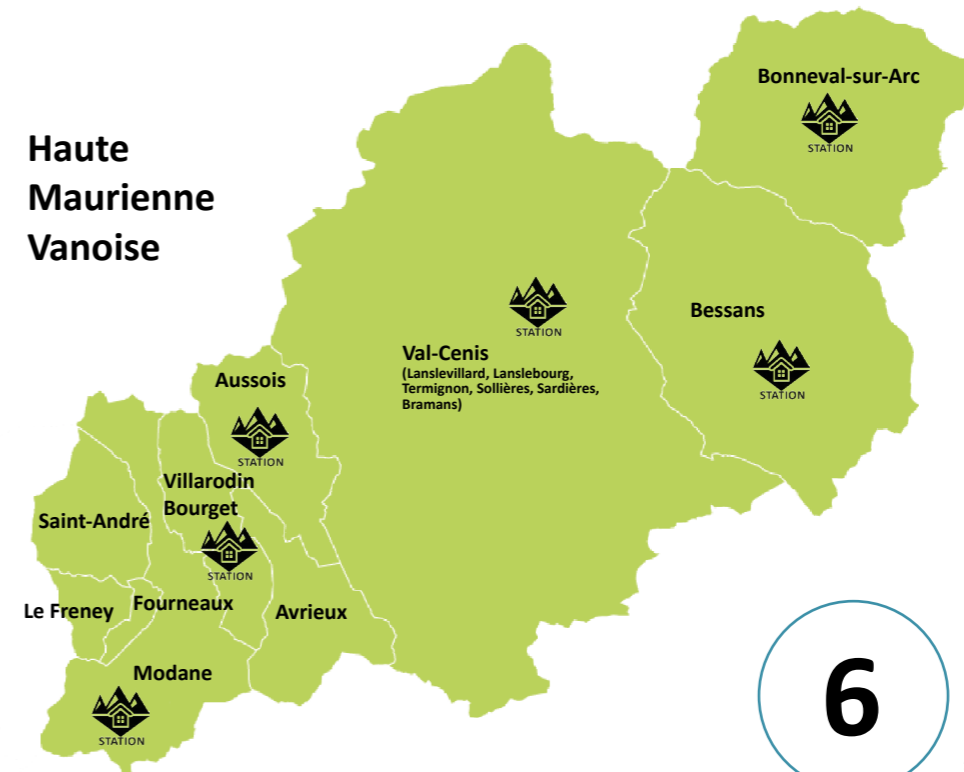 Haute
Maurienne
Vanoise
Bonneval-sur-Arc
STATION
Bessans
STATION
STATION
Val-Cenis
(Lanslevillard, Lanslebourg,
Termignon, Sollières, Sardières,
Bramans)
Aussois
STATION
Villarodin
Bourget
STATION
Saint-André
Le Freney
Fourneaux
Avrieux
Modane
STATION
6